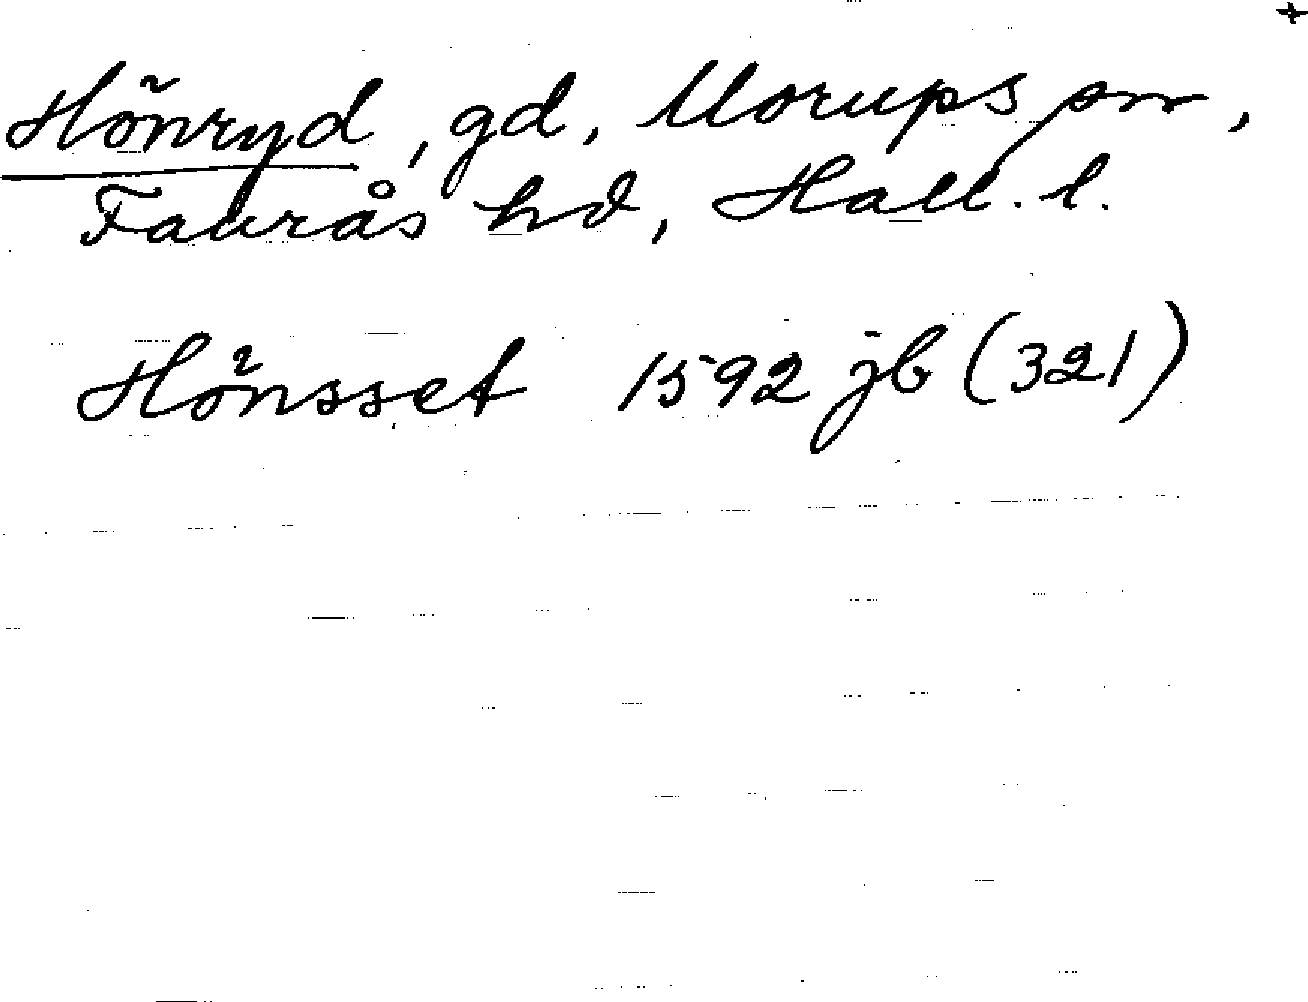 +
Hönryd, gd, Morups sn,
Faurås hd, Hall. l.
Hönsset 1592 jb (321)